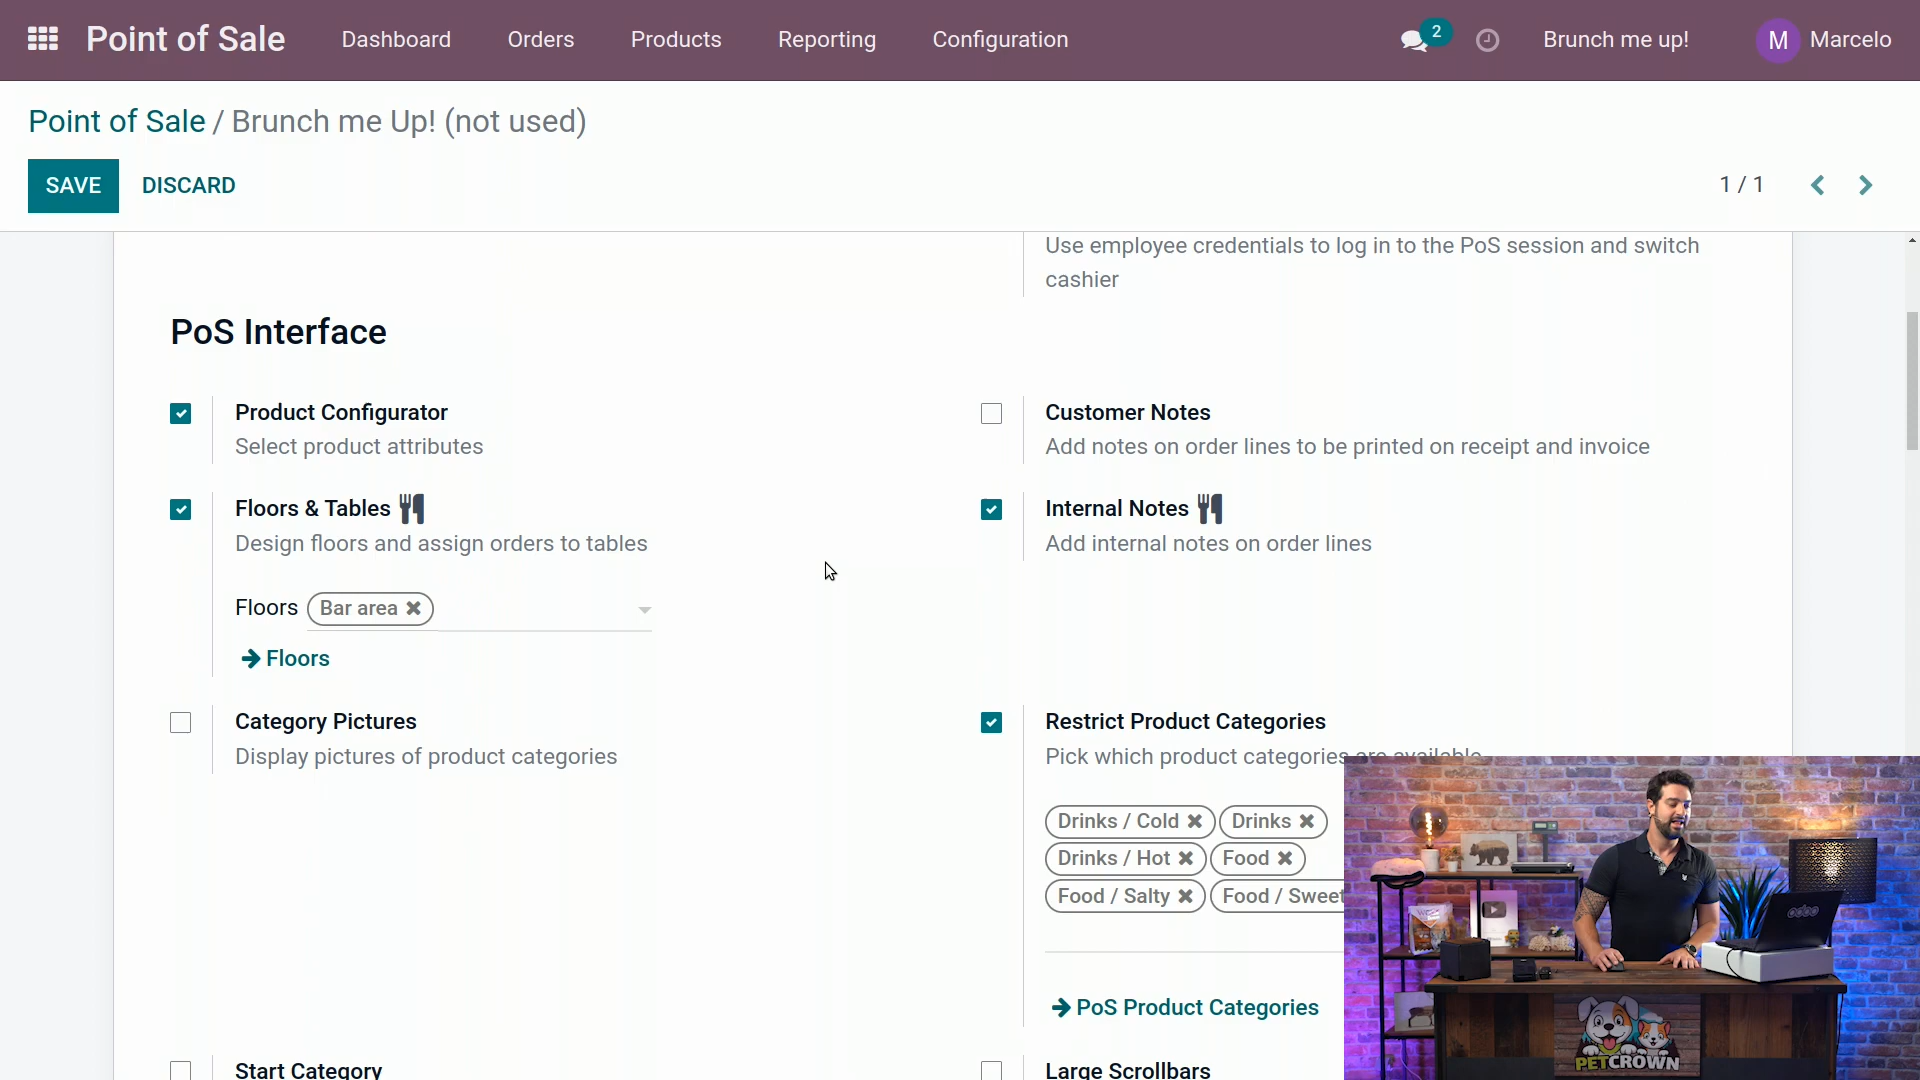 Point of Sale Dashboard Orders Products Reporting Configuration 2 Brunch me up! M Marcelo
Point of Sale / Brunch me Up! (not used)
SAVE DISCARD 1 / 1
Use employee credentials to log in to the PoS session and switch
cashier
PoS Interface
Product Configurator
Select product attributes
Customer Notes
Add notes on order lines to be printed on receipt and invoice
Floors & Tables
Design floors and assign orders to tables
Floors Bar area
Floors
Internal Notes
Add internal notes on order lines
Category Pictures
Display pictures of product categories
Restrict Product Categories
Pick which product categories are available
Drinks / Cold Drinks
Drinks / Hot Food
Food / Salty Food / Sweet
PoS Product Categories
Start Category
Large Scrollbars
odoo
PETCROWN